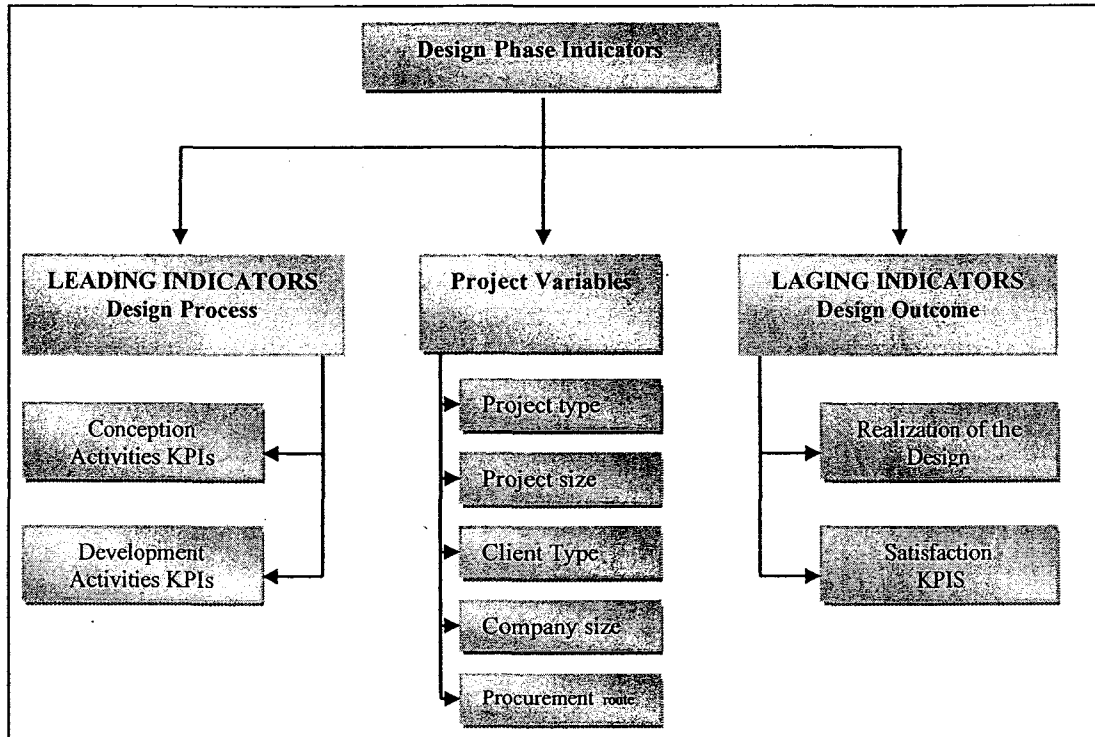 Design Phase Indicators
LEADING INDICATORS
Design Process
Project Variables
LAGING INDICATORS
Design Outcome
Conception
Activities KPIs
Development
Activities KPIs
Project type
Project size
Client Type
Company size
Procurement route
Realization of the
Design
Satisfaction
KPIS